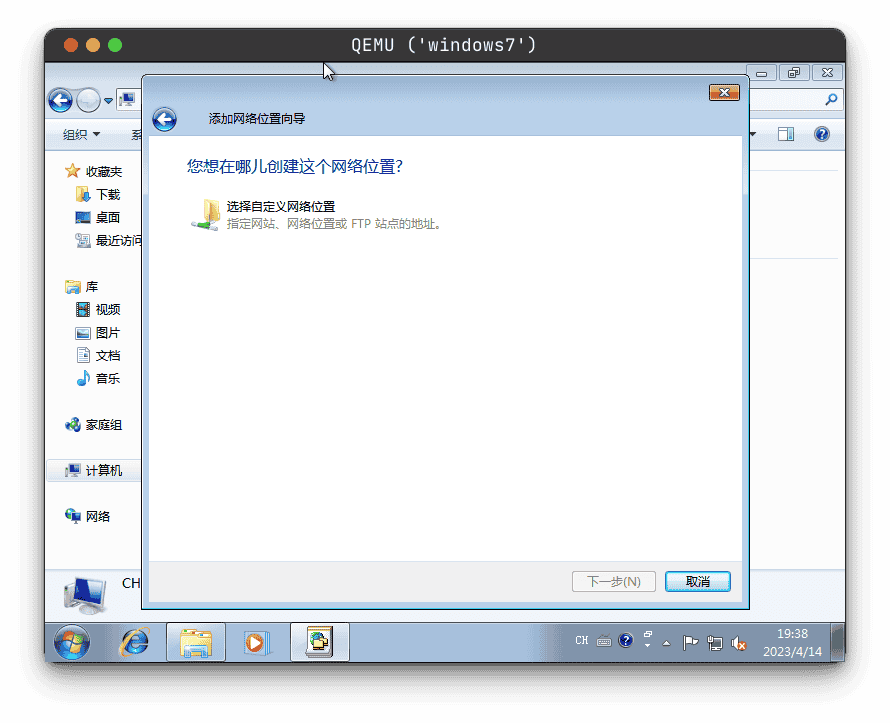 QEMU ('windows7')
添加网络位置向导
组织
系
您想在哪儿创建这个网络位置?
收藏夹
下载
桌面
最近访问
选择自定义网络位置
指定网站、网络位置或 FTP 站点的地址。
库
视频
图片
文档
音乐
家庭组
计算机
网络
下一步(N)
取消
CH
CH
19:38
2023/4/14